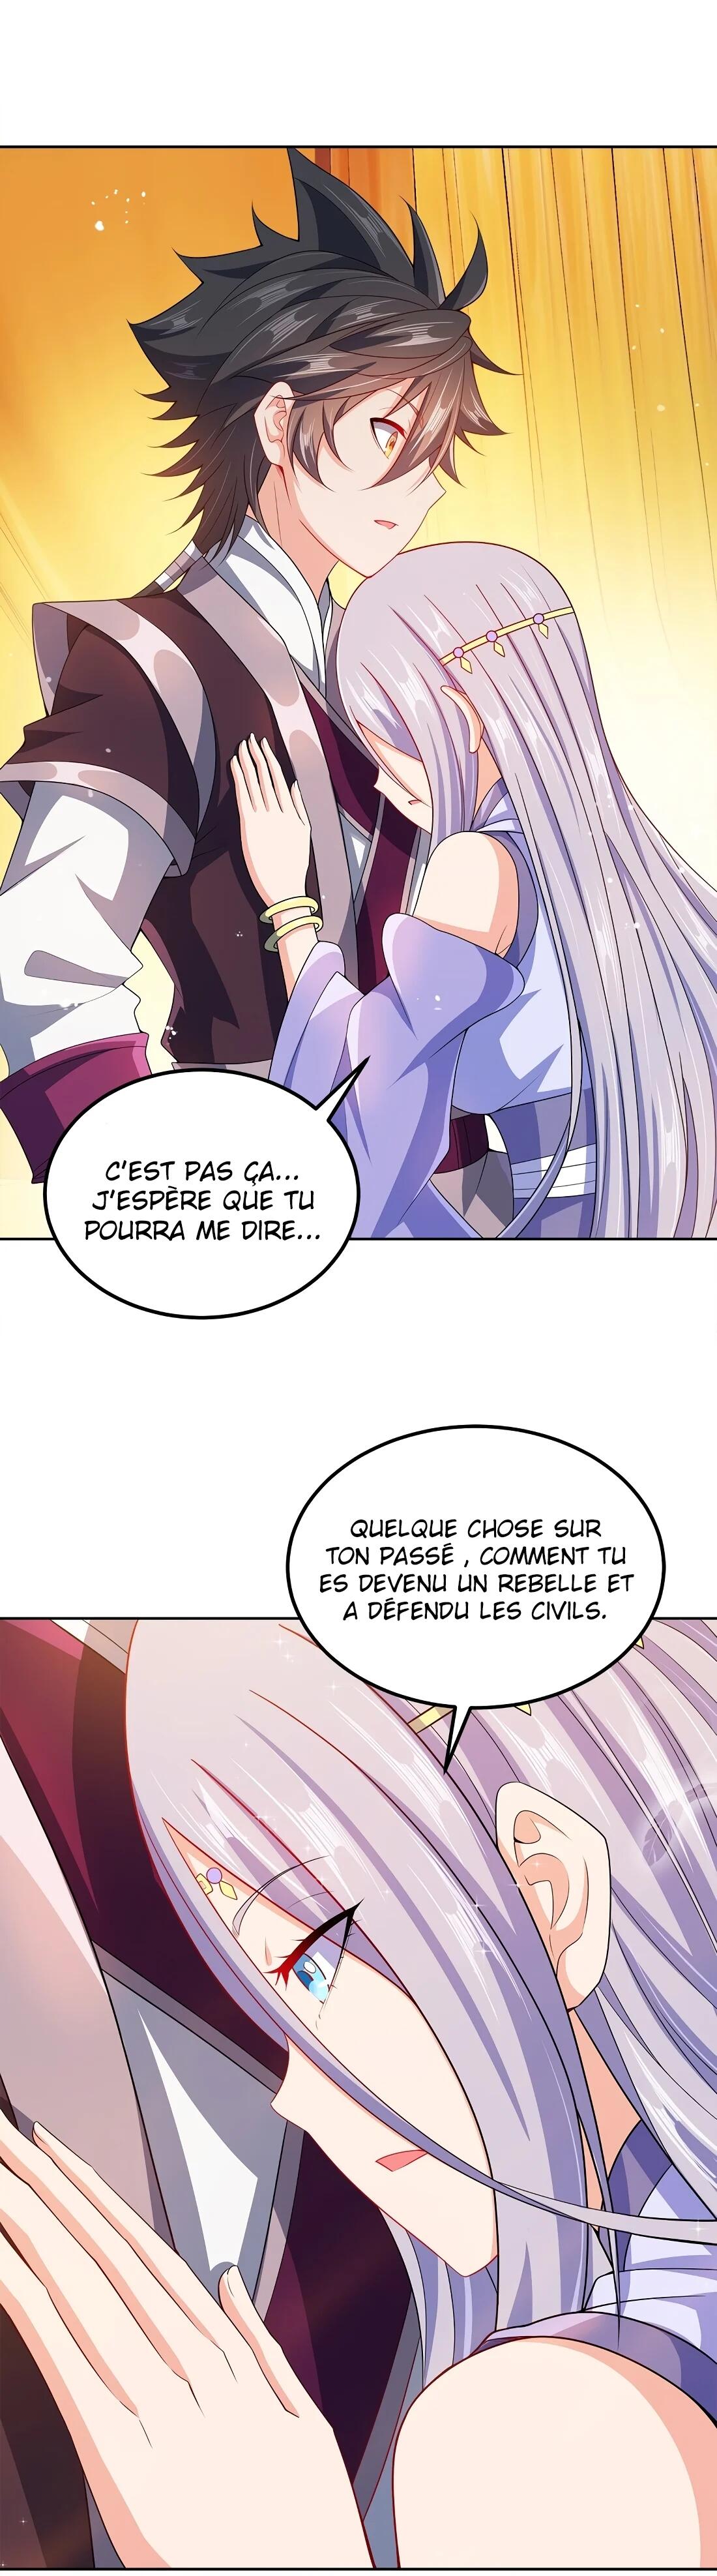 C'EST PAS ÇA...
J'ESPÈRE QUE TU
POURRA ME DIRE...
QUELQUE CHOSE SUR
TON PASSÉ , COMMENT TU
ES DEVENU UN REBELLE ET
A DÉFENDU LES CIVILS.